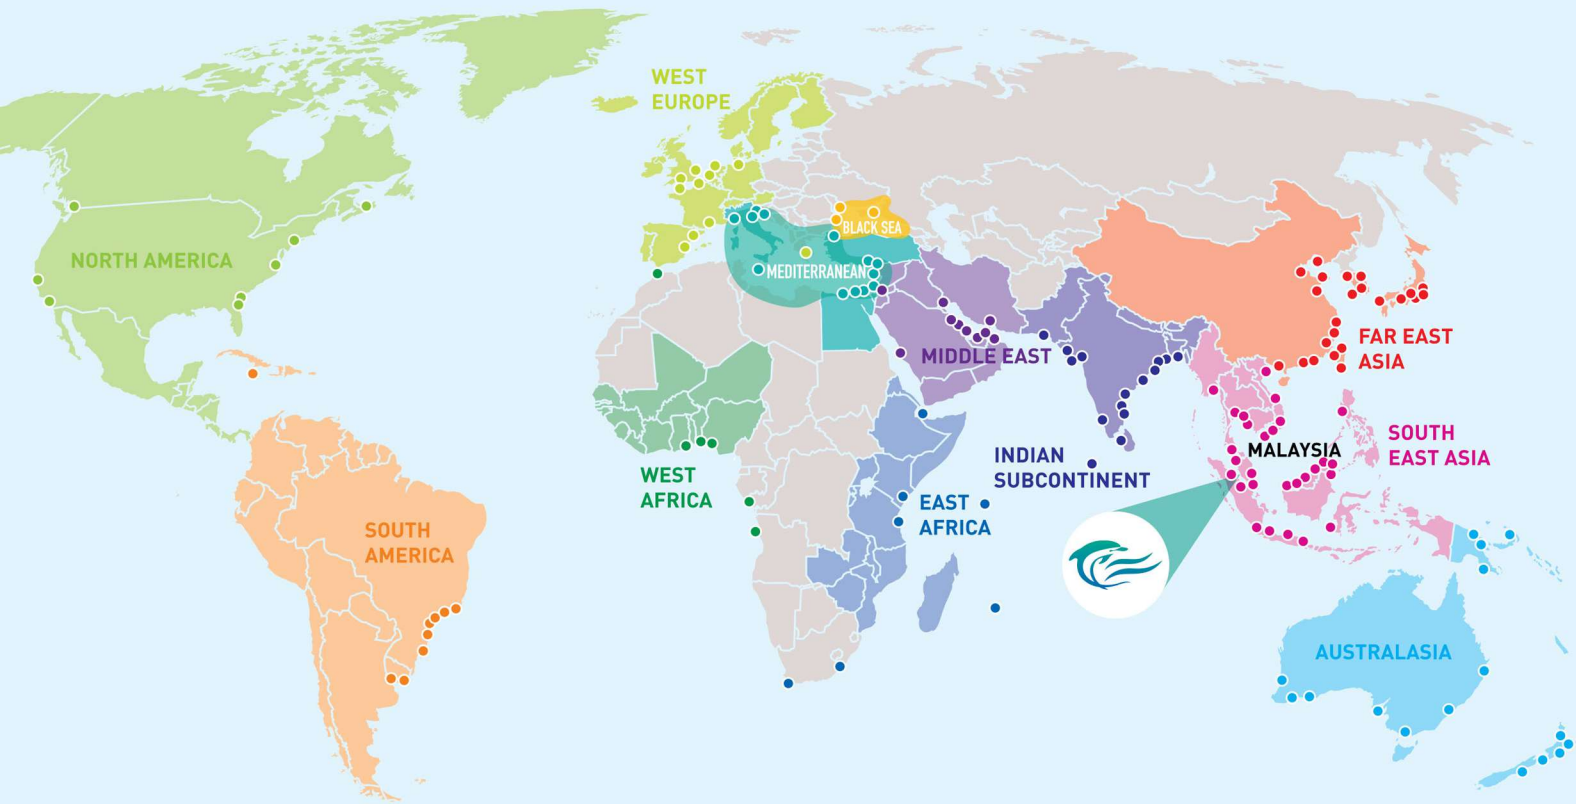 WEST
EUROPE
NORTH AMERICA
BLACK SEA
MEDITERRANEAN
MIDDLE EAST
FAR EAST
ASIA
WEST
AFRICA
EAST
AFRICA
INDIAN
SUBCONTINENT
MALAYSIA
SOUTH
EAST ASIA
SOUTH
AMERICA
AUSTRALASIA